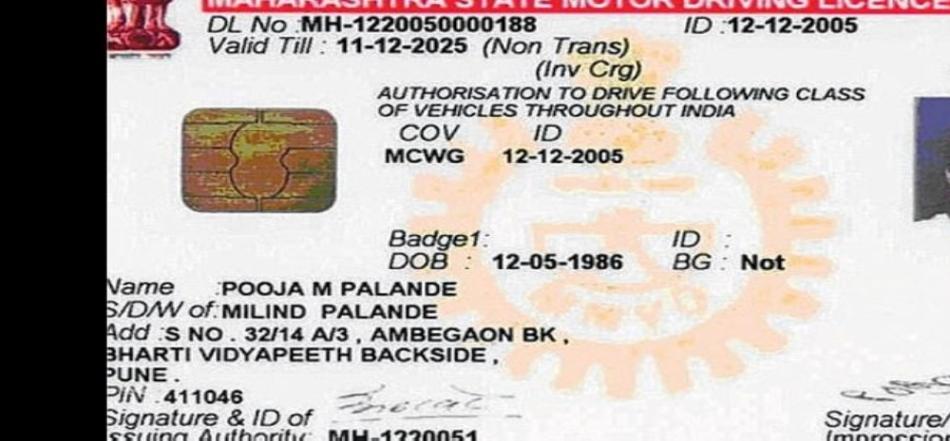 MAHARASHTRA STATE MOTOR DRIVING LICENCE
DL No :MH-1220050000188 ID :12-12-2005
Valid Till : 11-12-2025 (Non Trans)
(Inv Crg)
AUTHORISATION TO DRIVE FOLLOWING CLASS
OF VEHICLES THROUGHOUT INDIA
COV ID
MCWG 12-12-2005
Badge1: ID :
DOB : 12-05-1986 BG : Not
Name :POOJA M PALANDE
S/D/W of:MILIND PALANDE
Add :S NO . 32/14 A/3 , AMBEGAON BK ,
BHARTI VIDYAPEETH BACKSIDE ,
PUNE .
PIN :411046
Signature & ID of Signature/
Issuing Authority: MH-1220051